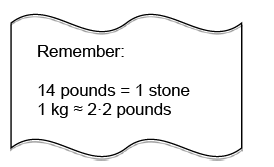 Remember:
14 pounds = 1 stone
1 kg ≈ 2·2 pounds